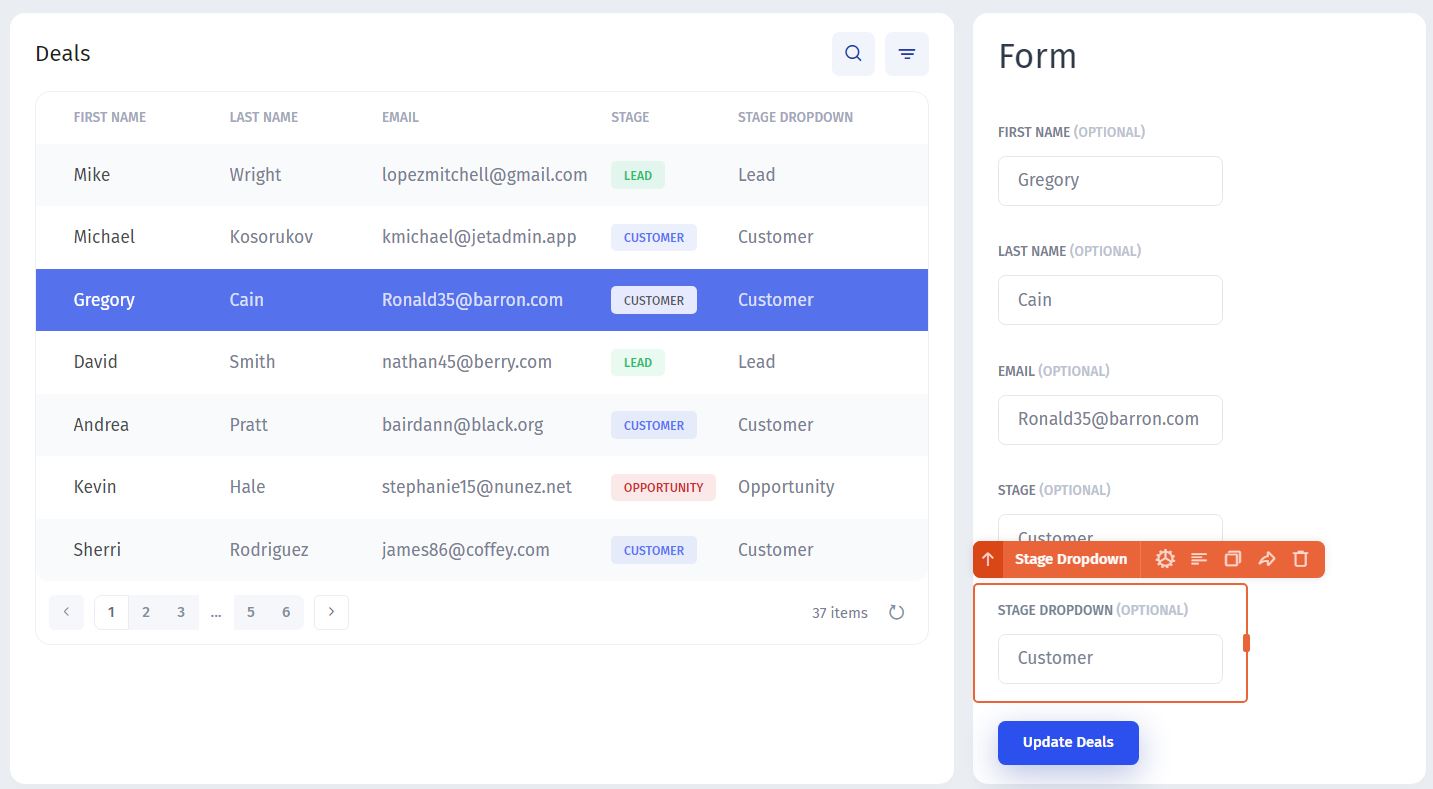 Deals
FIRST NAME LAST NAME EMAIL STAGE STAGE DROPDOWN
Mike Wright lopezmitchell@gmail.com LEAD Lead
Michael Kosorukov kmichael@jetadmin.app CUSTOMER Customer
Gregory Cain Ronald35@barron.com CUSTOMER Customer
David Smith nathan45@berry.com LEAD Lead
Andrea Pratt bairdann@black.org CUSTOMER Customer
Kevin Hale stephanie15@nunez.net OPPORTUNITY Opportunity
Sherri Rodriguez james86@coffey.com CUSTOMER Customer
1 2 3 ... 5 6 37 items
Form
FIRST NAME (OPTIONAL)
Gregory
LAST NAME (OPTIONAL)
Cain
EMAIL (OPTIONAL)
Ronald35@barron.com
STAGE (OPTIONAL)
Customer
Stage Dropdown
STAGE DROPDOWN (OPTIONAL)
Customer
Update Deals